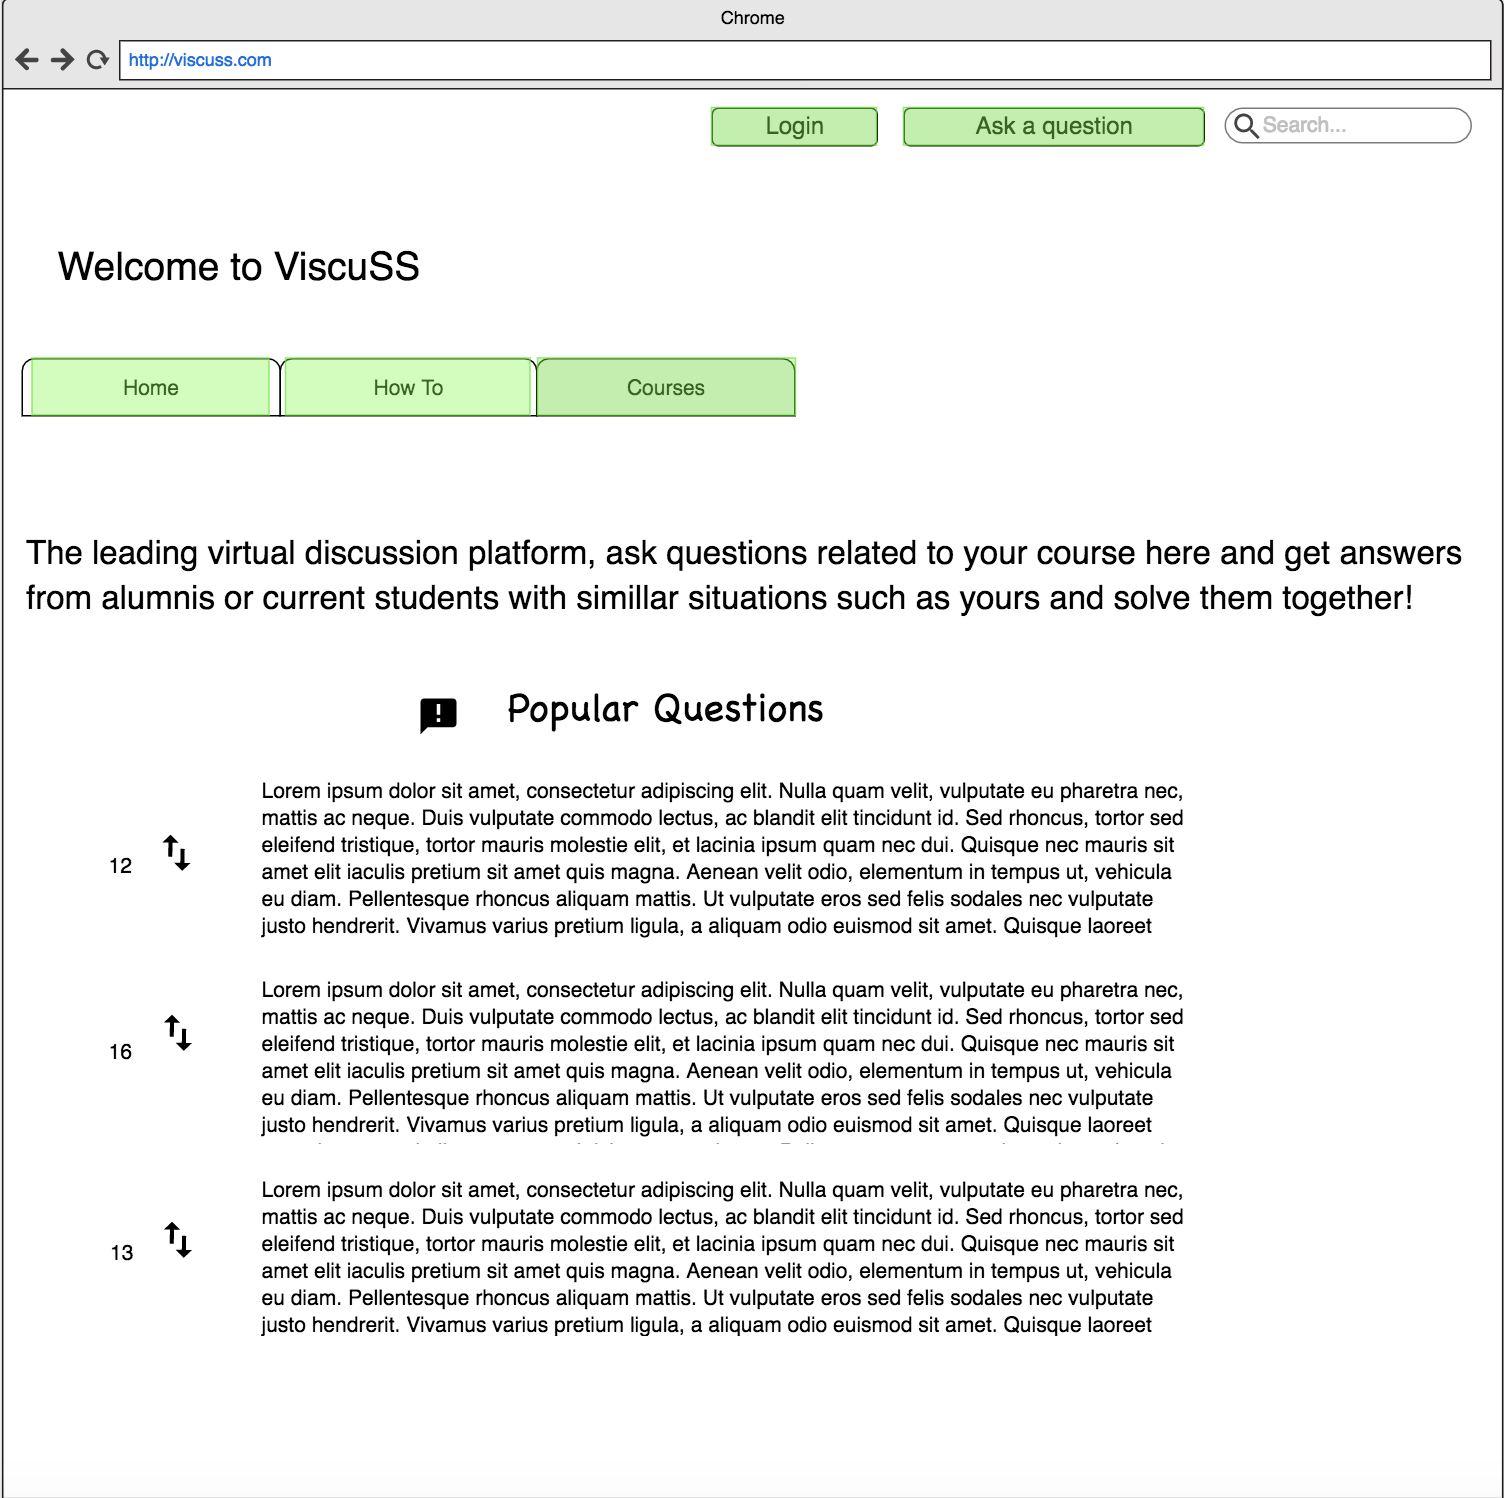 Chrome
http://viscuss.com
Login
Ask a question
Search...
Welcome to ViscuSS
Home
How To
Courses
The leading virtual discussion platform, ask questions related to your course here and get answers
from alumnis or current students with simillar situations such as yours and solve them together!
Popular Questions
Lorem ipsum dolor sit amet, consectetur adipiscing elit. Nulla quam velit, vulputate eu pharetra nec,
mattis ac neque. Duis vulputate commodo lectus, ac blandit elit tincidunt id. Sed rhoncus, tortor sed
eleifend tristique, tortor mauris molestie elit, et lacinia ipsum quam nec dui. Quisque nec mauris sit
amet elit iaculis pretium sit amet quis magna. Aenean velit odio, elementum in tempus ut, vehicula
eu diam. Pellentesque rhoncus aliquam mattis. Ut vulputate eros sed felis sodales nec vulputate
justo hendrerit. Vivamus varius pretium ligula, a aliquam odio euismod sit amet. Quisque laoreet
12
Lorem ipsum dolor sit amet, consectetur adipiscing elit. Nulla quam velit, vulputate eu pharetra nec,
mattis ac neque. Duis vulputate commodo lectus, ac blandit elit tincidunt id. Sed rhoncus, tortor sed
eleifend tristique, tortor mauris molestie elit, et lacinia ipsum quam nec dui. Quisque nec mauris sit
amet elit iaculis pretium sit amet quis magna. Aenean velit odio, elementum in tempus ut, vehicula
eu diam. Pellentesque rhoncus aliquam mattis. Ut vulputate eros sed felis sodales nec vulputate
justo hendrerit. Vivamus varius pretium ligula, a aliquam odio euismod sit amet. Quisque laoreet
16
Lorem ipsum dolor sit amet, consectetur adipiscing elit. Nulla quam velit, vulputate eu pharetra nec,
mattis ac neque. Duis vulputate commodo lectus, ac blandit elit tincidunt id. Sed rhoncus, tortor sed
eleifend tristique, tortor mauris molestie elit, et lacinia ipsum quam nec dui. Quisque nec mauris sit
amet elit iaculis pretium sit amet quis magna. Aenean velit odio, elementum in tempus ut, vehicula
eu diam. Pellentesque rhoncus aliquam mattis. Ut vulputate eros sed felis sodales nec vulputate
justo hendrerit. Vivamus varius pretium ligula, a aliquam odio euismod sit amet. Quisque laoreet
13